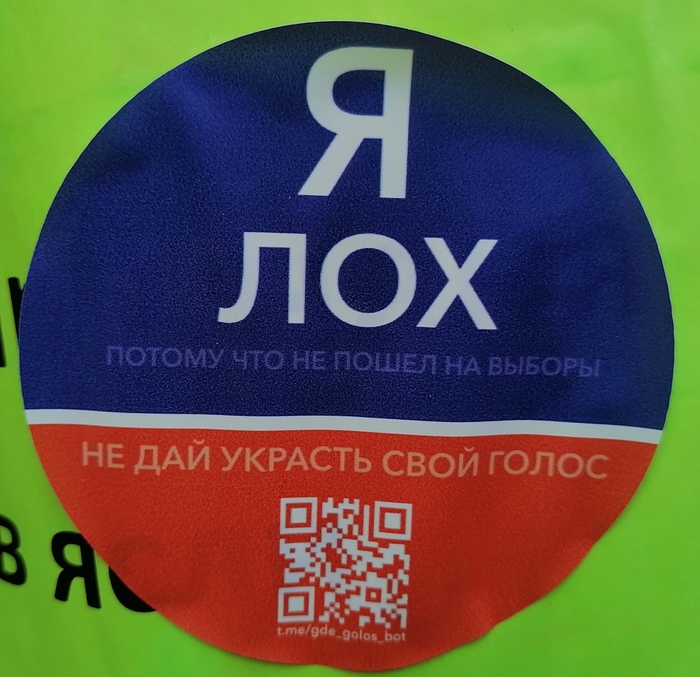 Я
ЛОХ
ПОТОМУ ЧТО НЕ ПОШЕЛ НА ВЫБОРЫ
НЕ ДАЙ УКРАСТЬ СВОЙ ГОЛОС
t.me/gde_golos_bot